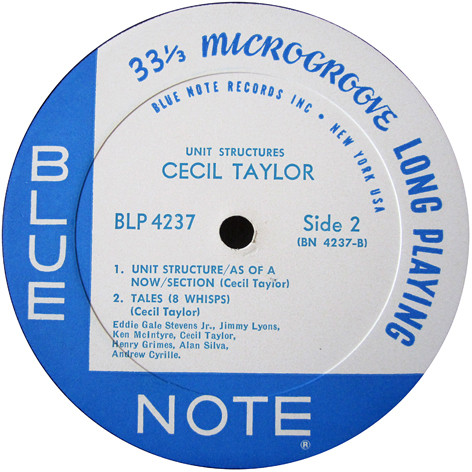 33⅓ MICROGROOVE LONG PLAYING
BLUE NOTE RECORDS INC • NEW YORK USA
UNIT STRUCTURES
CECIL TAYLOR
BLP 4237
Side 2
(BN 4237-B)
1. UNIT STRUCTURE/AS OF A
NOW/SECTION (Cecil Taylor)
2. TALES (8 WHISPS)
(Cecil Taylor)
Eddie Gale Stevens Jr., Jimmy Lyons,
Ken McIntyre, Cecil Taylor,
Henry Grimes, Alan Silva,
Andrew Cyrille.
BLUE
NOTE
®